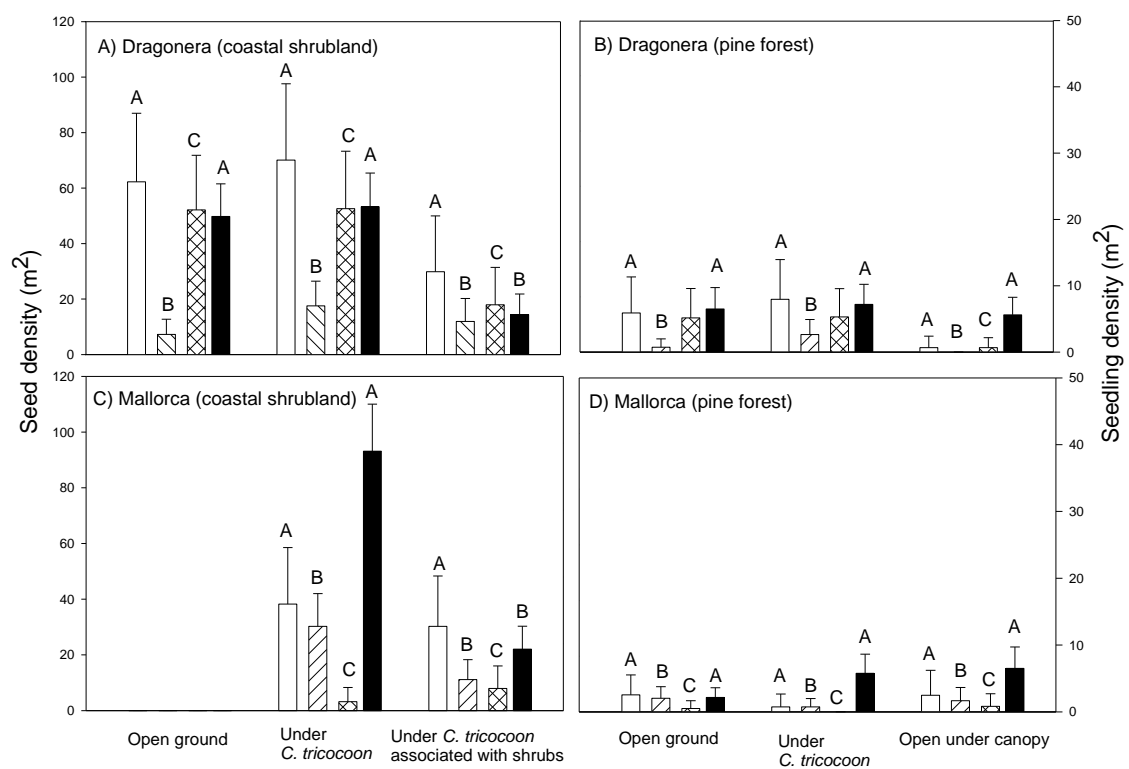 A) Dragonera (coastal shrubland)
120
100
80
60
40
20
0
A
B
C
A
A
B
C
A
A
B
C
B
B) Dragonera (pine forest)
50
40
30
20
10
0
A
B
A
A
B
A
A
B
C
A
Seed density (m2)
Seedling density (m2)
C) Mallorca (coastal shrubland)
120
100
80
60
40
20
0
A
B
C
A
A
B
C
B
D) Mallorca (pine forest)
50
40
30
20
10
0
A
B
C
A
A
B
C
A
A
B
C
A
Open ground
Under
C. tricocoon
Under C. tricocoon
associated with shrubs
Open ground
Under
C. tricocoon
Open under canopy